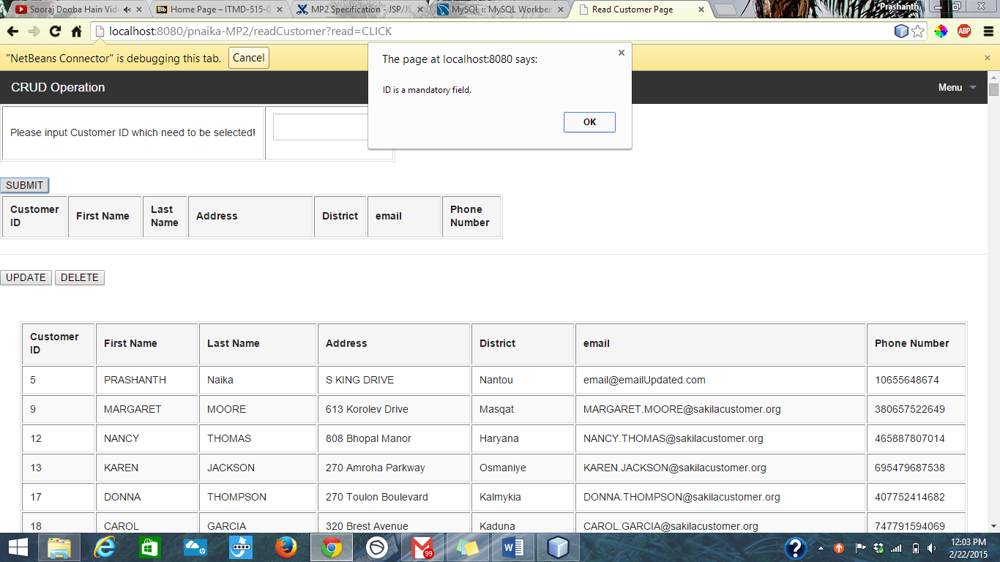 Sooraj Dooba Hain Vid
Home Page – ITMD-515-0
MP2 Specification - JSP/JS
MySQL :: MySQL Workber
Read Customer Page
Prashanth
localhost:8080/pnaika-MP2/readCustomer?read=CLICK
ABP
"NetBeans Connector" is debugging this tab. Cancel
The page at localhost:8080 says:
ID is a mandatory field.
OK
CRUD Operation
Menu
Please input Customer ID which need to be selected!
SUBMIT
Customer ID First Name Last Name Address District email Phone Number
UPDATE DELETE
Customer ID First Name Last Name Address District email Phone Number
5 PRASHANTH Naika S KING DRIVE Nantou email@emailUpdated.com 10655648674
9 MARGARET MOORE 613 Korolev Drive Masqat MARGARET.MOORE@sakilacustomer.org 380657522649
12 NANCY THOMAS 808 Bhopal Manor Haryana NANCY.THOMAS@sakilacustomer.org 465887807014
13 KAREN JACKSON 270 Amroha Parkway Osmaniye KAREN.JACKSON@sakilacustomer.org 695479687538
17 DONNA THOMPSON 270 Toulon Boulevard Kalmykia DONNA.THOMPSON@sakilacustomer.org 407752414682
18 CAROL GARCIA 320 Brest Avenue Kaduna CAROL.GARCIA@sakilacustomer.org 747791594069
99
12:03 PM
2/22/2015